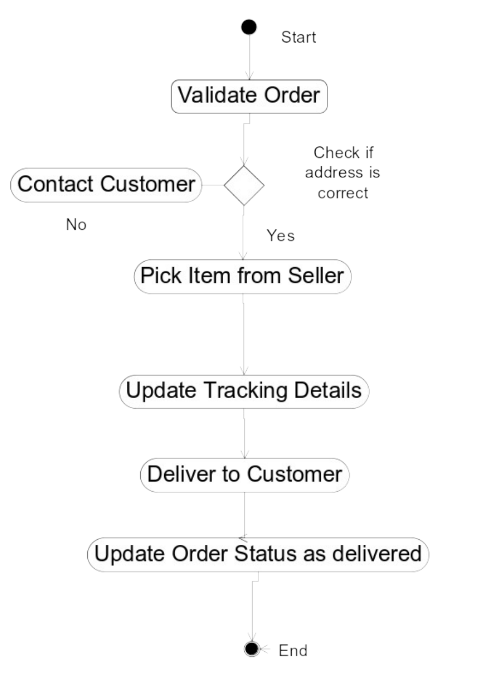 Start
Validate Order
Check if
address is
correct
Contact Customer
No
Yes
Pick Item from Seller
Update Tracking Details
Deliver to Customer
Update Order Status as delivered
End